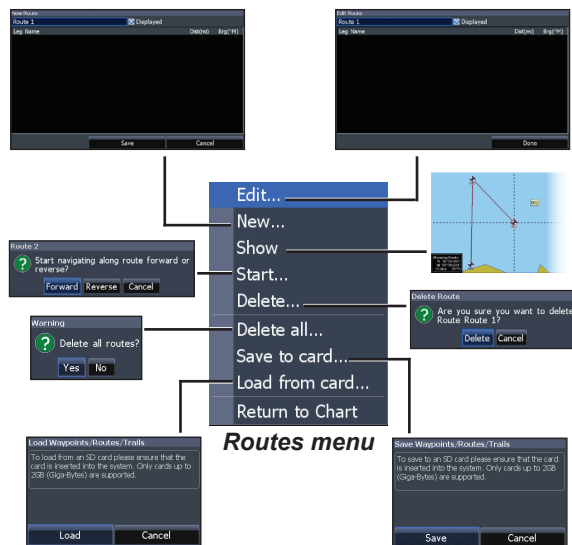 New Route
Route 1
Displayed
Leg Name Dist(mi) Brg(°M)
Save Cancel
Edit Route
Route 1
Displayed
Leg Name Dist(mi) Brg(°M)
Done
Edit...
New...
Show
Start...
Delete...
Delete all...
Save to card...
Load from card...
Return to Chart
Routes menu
002
Route 2
Start navigating along route forward or
reverse?
Forward Reverse Cancel
Delete Route
Are you sure you want to delete
Route Route 1?
Delete Cancel
Warning
Delete all routes?
Yes No
Load Waypoints/Routes/Trails
To load from an SD card please ensure that the
card is inserted into the system. Only cards up to
2GB (Giga-Bytes) are supported.
Load Cancel
Save Waypoints/Routes/Trails
To save to an SD card please ensure that the card
is inserted into the system. Only cards up to 2GB
(Giga-Bytes) are supported.
Save Cancel